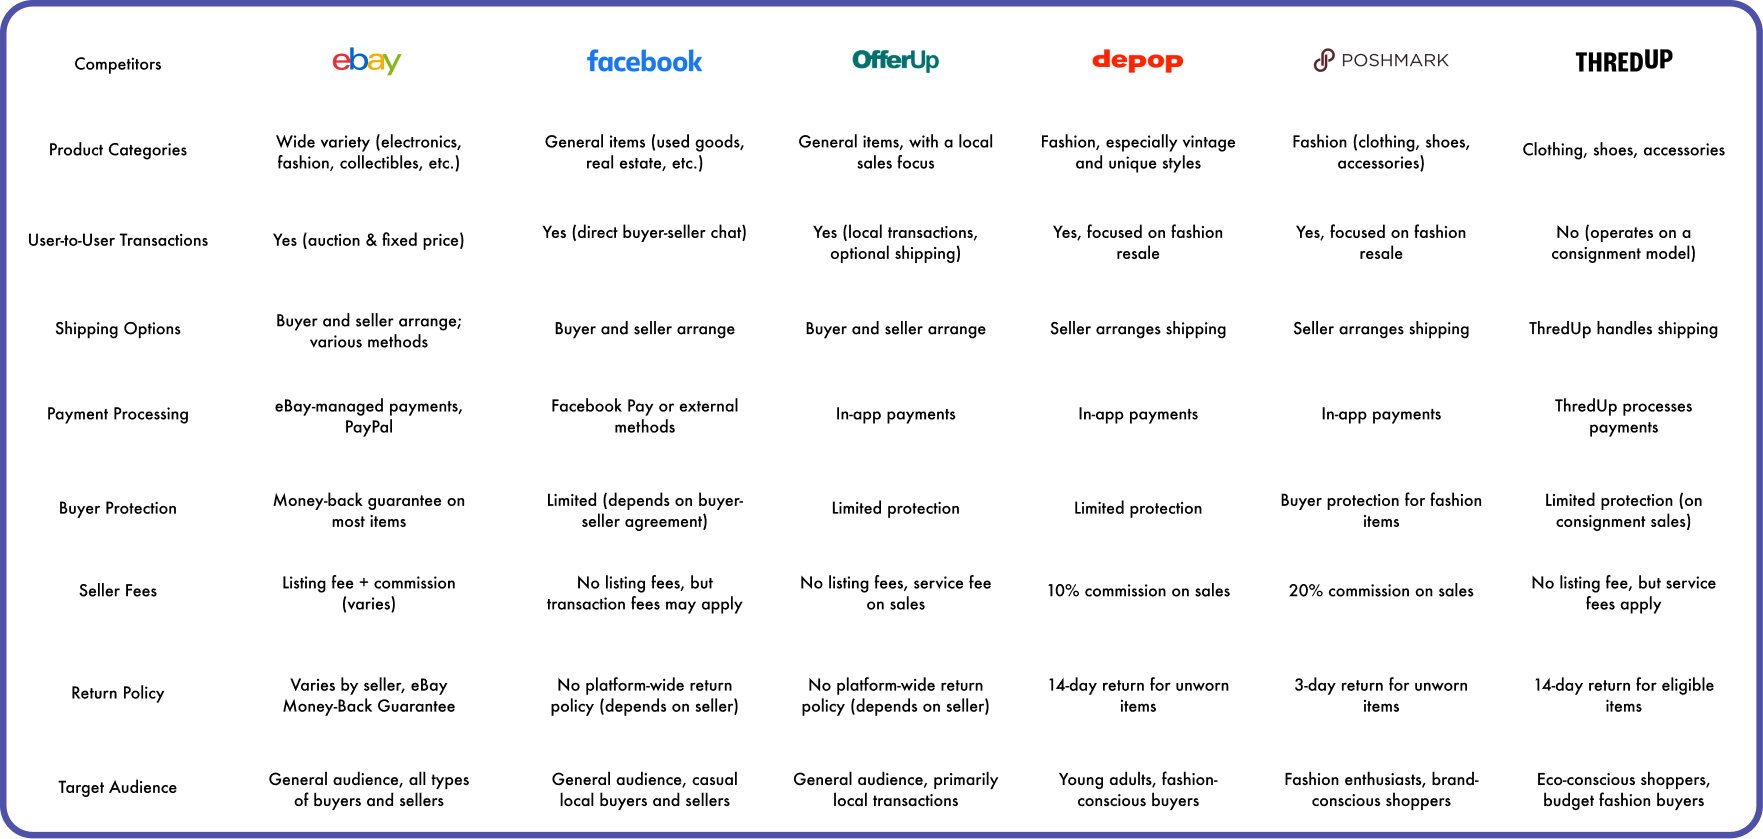 Competitors
ebay
facebook
OfferUp
depop
POSHMARK
THREDUP
Product Categories
Wide variety (electronics,
fashion, collectibles, etc.)
General items (used goods,
real estate, etc.)
General items, with a local
sales focus
Fashion, especially vintage
and unique styles
Fashion (clothing, shoes,
accessories)
Clothing, shoes, accessories
User-to-User Transactions
Yes (auction & fixed price)
Yes (direct buyer-seller chat)
Yes (local transactions,
optional shipping)
Yes, focused on fashion
resale
Yes, focused on fashion
resale
No (operates on a
consignment model)
Shipping Options
Buyer and seller arrange;
various methods
Buyer and seller arrange
Buyer and seller arrange
Seller arranges shipping
Seller arranges shipping
ThredUp handles shipping
Payment Processing
eBay-managed payments,
PayPal
Facebook Pay or external
methods
In-app payments
In-app payments
In-app payments
ThredUp processes
payments
Buyer Protection
Money-back guarantee on
most items
Limited (depends on buyer-
seller agreement)
Limited protection
Limited protection
Buyer protection for fashion
items
Limited protection (on
consignment sales)
Seller Fees
Listing fee + commission
(varies)
No listing fees, but
transaction fees may apply
No listing fees, service fee
on sales
10% commission on sales
20% commission on sales
No listing fee, but service
fees apply
Return Policy
Varies by seller, eBay
Money-Back Guarantee
No platform-wide return
policy (depends on seller)
No platform-wide return
policy (depends on seller)
14-day return for unworn
items
3-day return for unworn
items
14-day return for eligible
items
Target Audience
General audience, all types
of buyers and sellers
General audience, casual
local buyers and sellers
General audience, primarily
local transactions
Young adults, fashion-
conscious buyers
Fashion enthusiasts, brand-
conscious shoppers
Eco-conscious shoppers,
budget fashion buyers